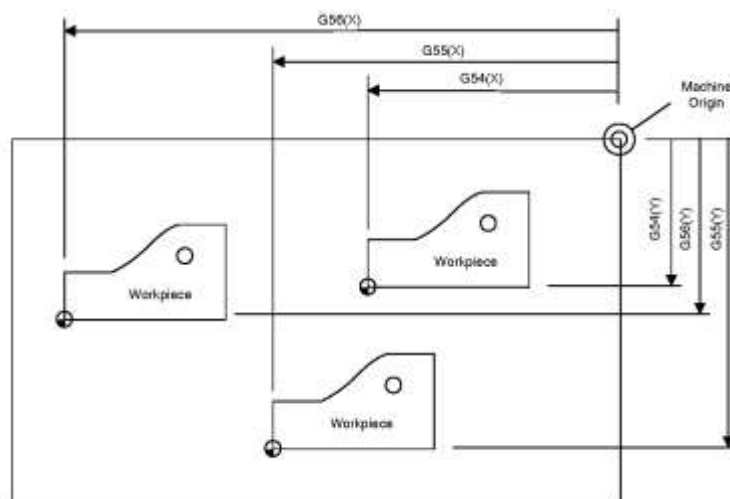 G56(X)
G55(X)
G54(X)
Machine
Origin
G54(Y)
G56(Y)
G55(Y)
Workpiece
Workpiece
Workpiece